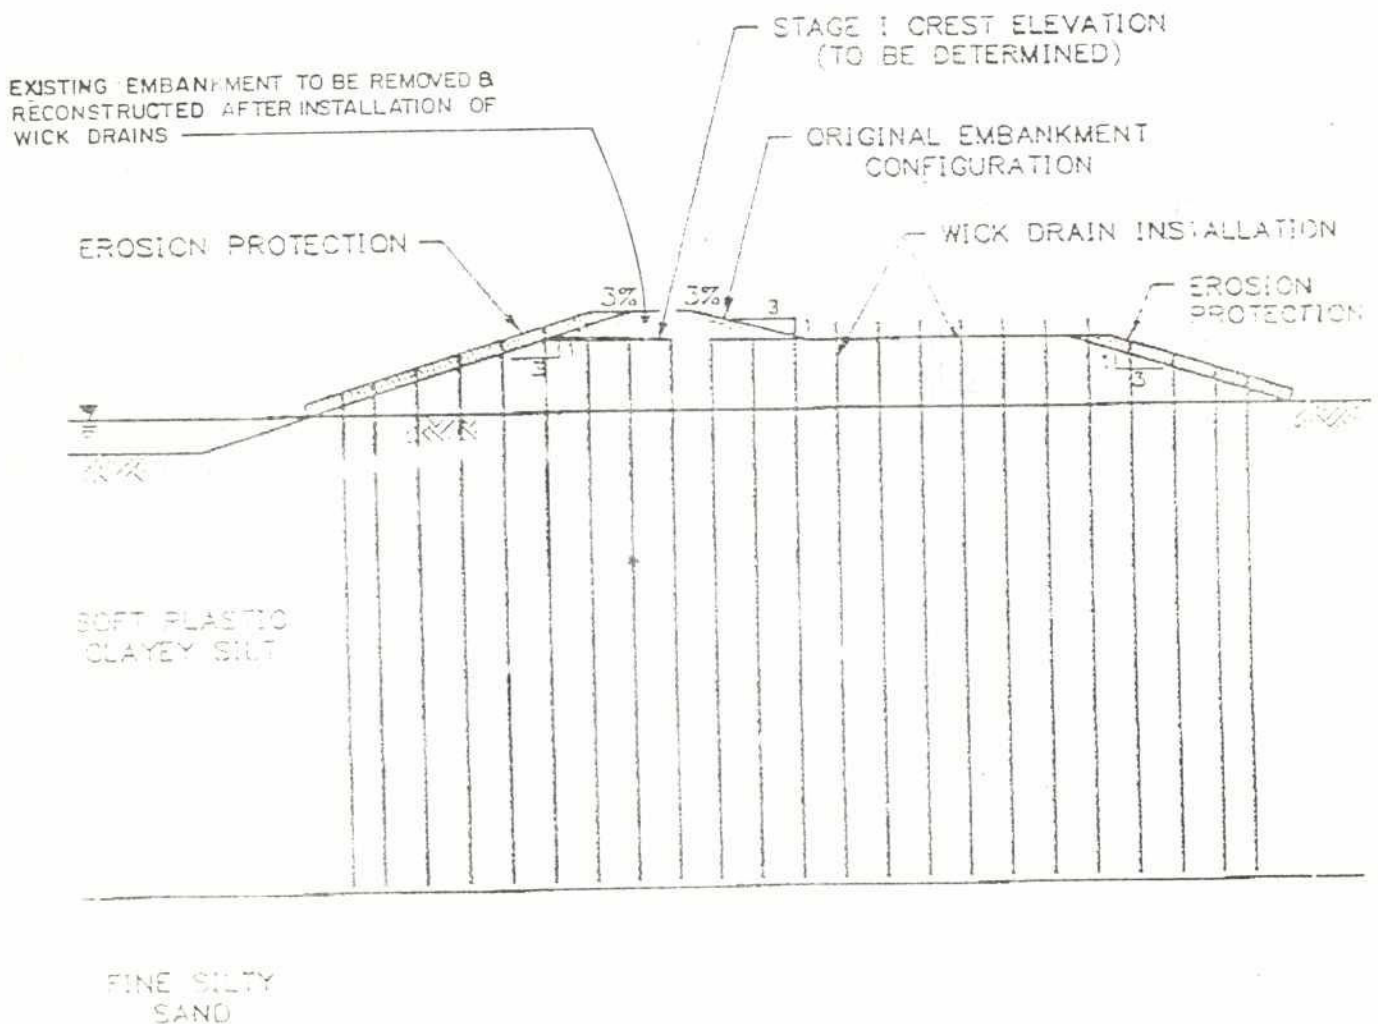 STAGE I CREST ELEVATION
(TO BE DETERMINED)
EXISTING EMBANKMENT TO BE REMOVED &
RECONSTRUCTED AFTER INSTALLATION OF
WICK DRAINS
ORIGINAL EMBANKMENT
CONFIGURATION
EROSION PROTECTION
WICK DRAIN INSTALLATION
EROSION
PROTECTION
3%
3%
3
1
3
3
SOFT PLASTIC
CLAYEY SILT
FINE SILTY
SAND